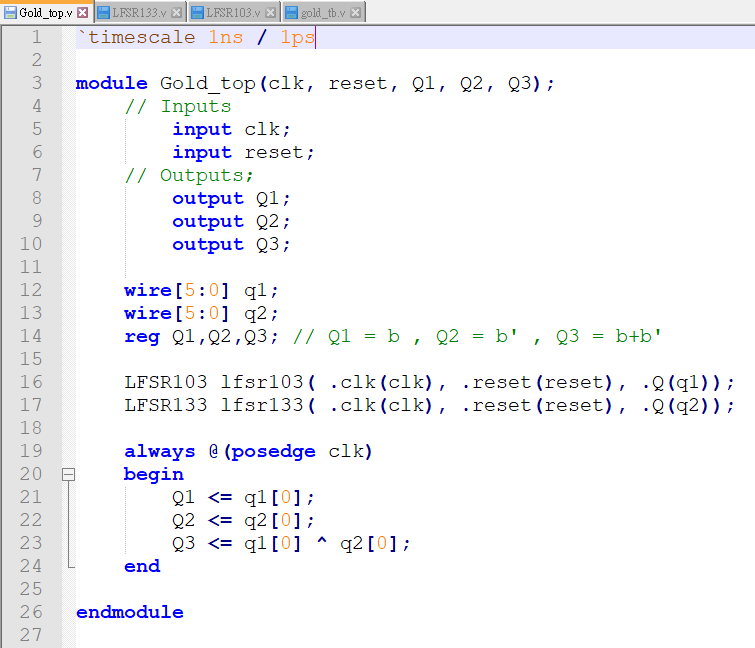 Gold_top.v LFSR133.v LFSR103.v gold_tb.v
1 `timescale 1ns / 1ps
2
3 module Gold_top(clk, reset, Q1, Q2, Q3);
4 // Inputs
5 input clk;
6 input reset;
7 // Outputs;
8 output Q1;
9 output Q2;
10 output Q3;
11
12 wire[5:0] q1;
13 wire[5:0] q2;
14 reg Q1,Q2,Q3; // Q1 = b , Q2 = b' , Q3 = b+b'
15
16 LFSR103 lfsr103( .clk(clk), .reset(reset), .Q(q1));
17 LFSR133 lfsr133( .clk(clk), .reset(reset), .Q(q2));
18
19 always @(posedge clk)
20 begin
21 Q1 <= q1[0];
22 Q2 <= q2[0];
23 Q3 <= q1[0] ^ q2[0];
24 end
25
26 endmodule
27